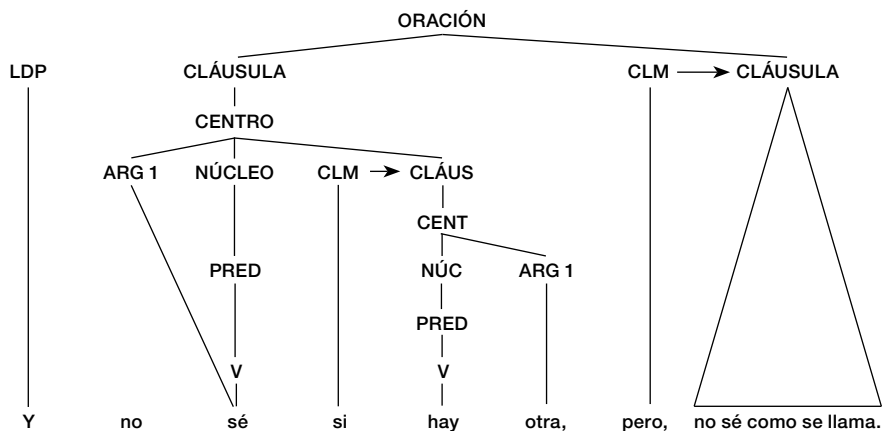 ORACIÓN
LDP CLÁUSULA CLM CLÁUSULA
CENTRO
ARG 1 NÚCLEO CLM CLÁUS
CENT
PRED NÚC ARG 1
PRED
V V
Y no sé si hay otra, pero, no sé como se llama.